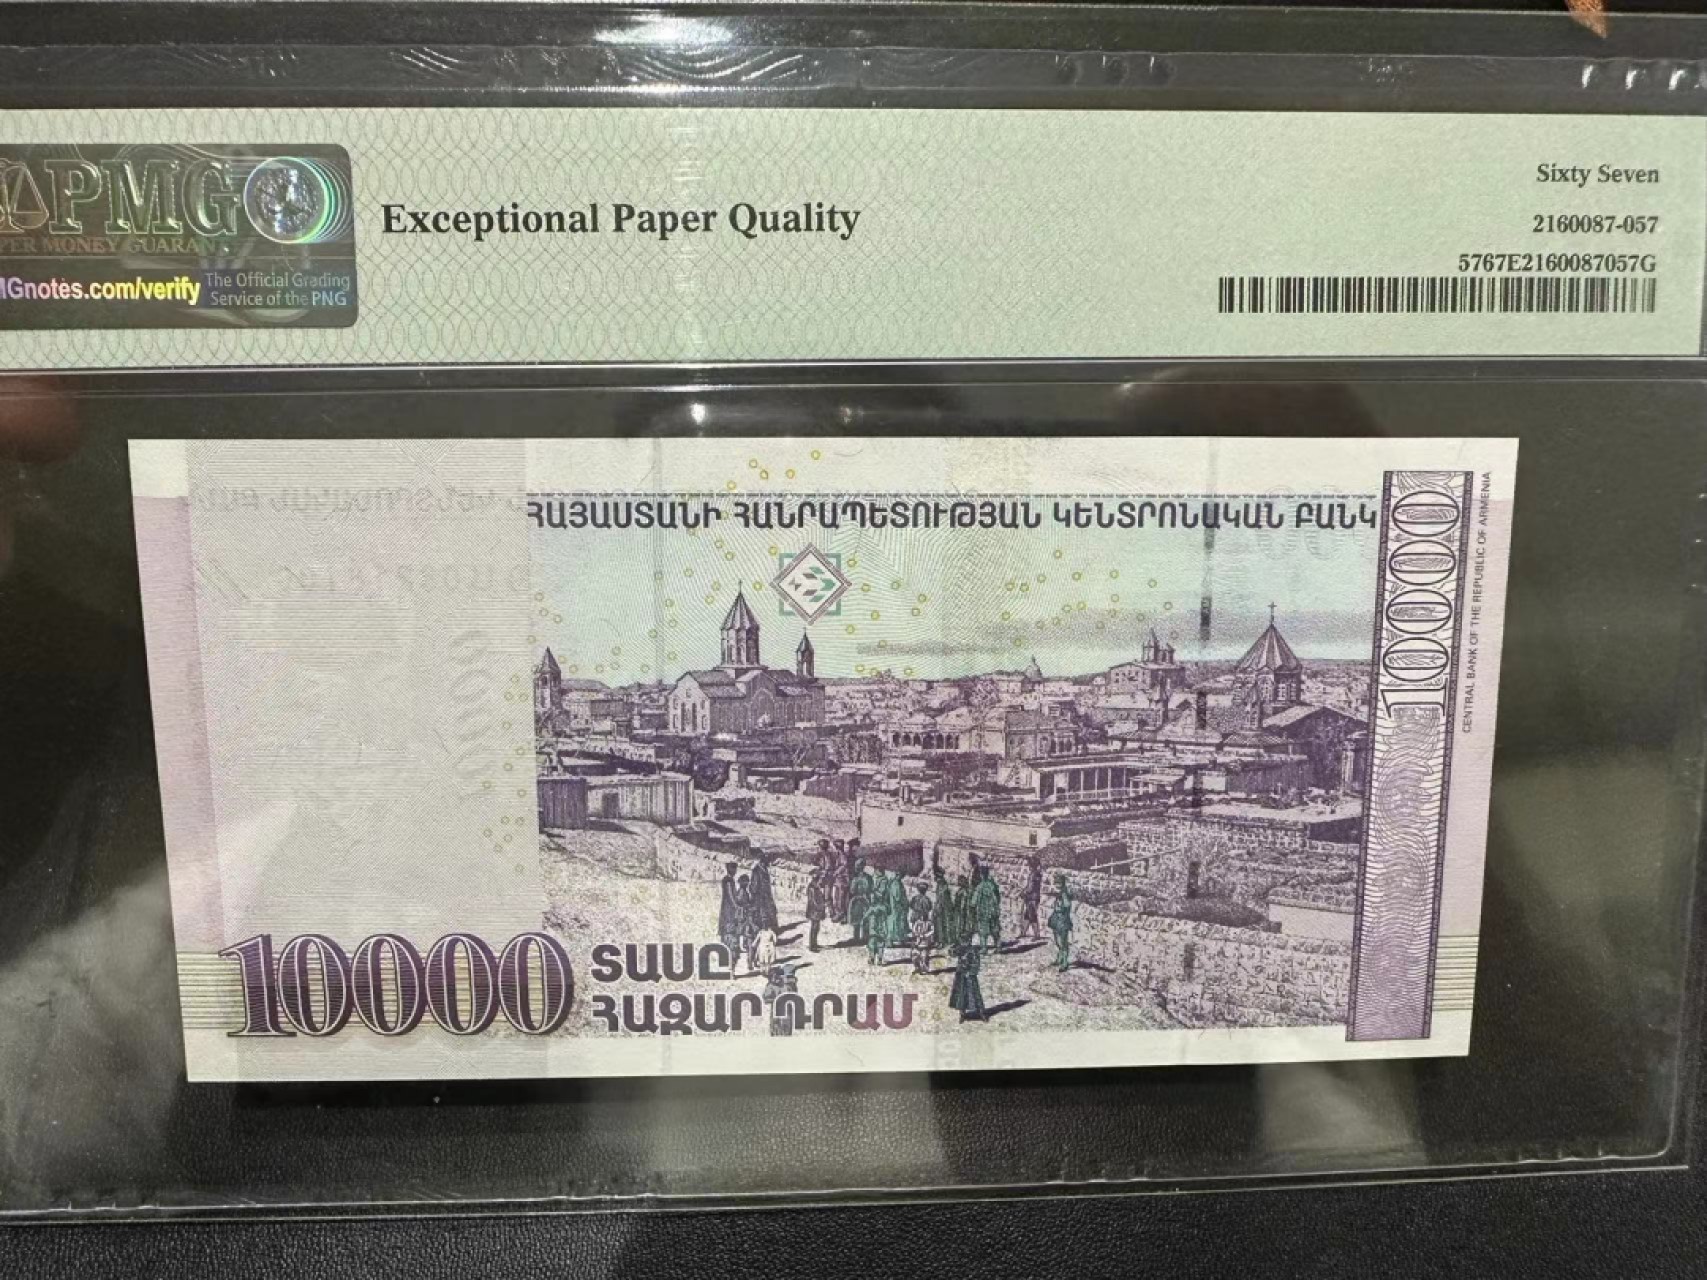 PMG
PER MONEY GUARAN
MGnotes.com/verify
The Official Grading
Service of the PNG
Exceptional Paper Quality
Sixty Seven
2160087-057
5767E2160087057G
ՀԱՅԱՍՏԱՆԻ ՀԱՆՐԱՊԵՏՈՒԹՅԱՆ ԿԵՆՏՐՈՆԱԿԱՆ ԲԱՆԿ
10000
CENTRAL BANK OF THE REPUBLIC OF ARMENIA
10000
ՏԱՍԸ
ՀԱԶԱՐ ԴՐԱՄ